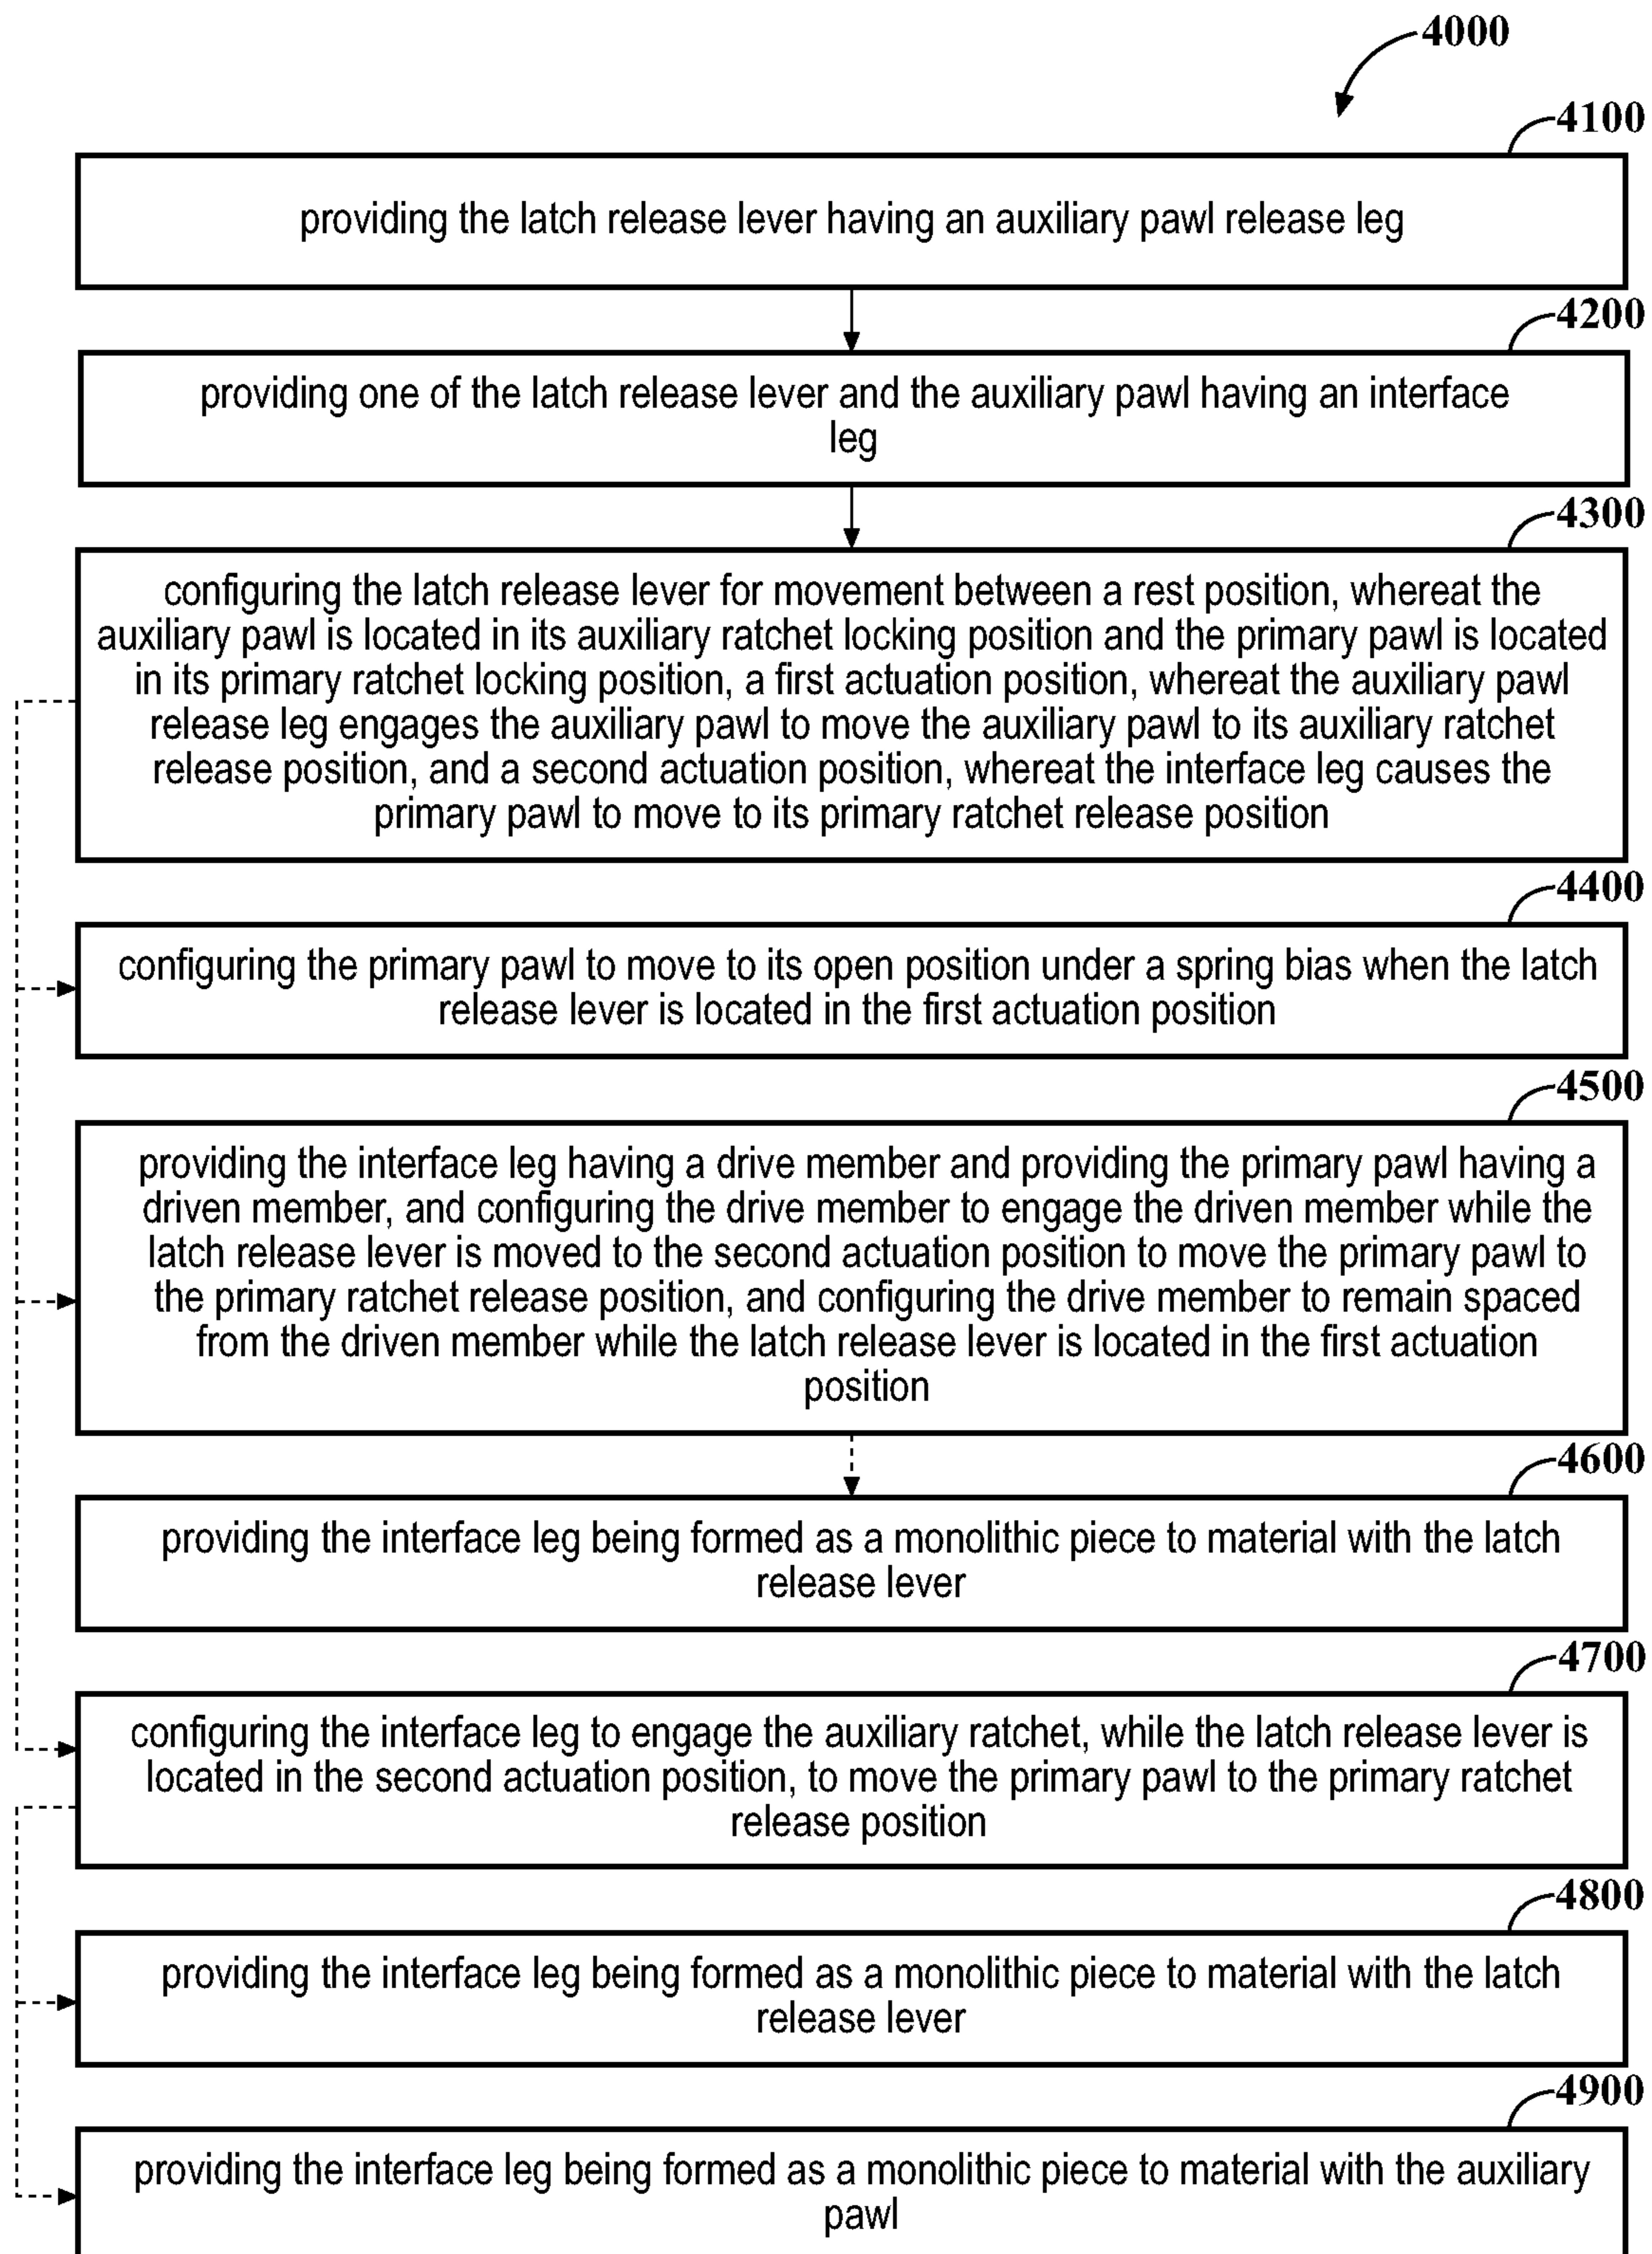 4000
4100
providing the latch release lever having an auxiliary pawl release leg
4200
providing one of the latch release lever and the auxiliary pawl having an interface
leg
4300
configuring the latch release lever for movement between a rest position, whereat the
auxiliary pawl is located in its auxiliary ratchet locking position and the primary pawl is located
in its primary ratchet locking position, a first actuation position, whereat the auxiliary pawl
release leg engages the auxiliary pawl to move the auxiliary pawl to its auxiliary ratchet
release position, and a second actuation position, whereat the interface leg causes the
primary pawl to move to its primary ratchet release position
4400
configuring the primary pawl to move to its open position under a spring bias when the latch
release lever is located in the first actuation position
4500
providing the interface leg having a drive member and providing the primary pawl having a
driven member, and configuring the drive member to engage the driven member while the
latch release lever is moved to the second actuation position to move the primary pawl to
the primary ratchet release position, and configuring the drive member to remain spaced
from the driven member while the latch release lever is located in the first actuation
position
4600
providing the interface leg being formed as a monolithic piece to material with the latch
release lever
4700
configuring the interface leg to engage the auxiliary ratchet, while the latch release lever is
located in the second actuation position, to move the primary pawl to the primary ratchet
release position
4800
providing the interface leg being formed as a monolithic piece to material with the latch
release lever
4900
providing the interface leg being formed as a monolithic piece to material with the auxiliary
pawl